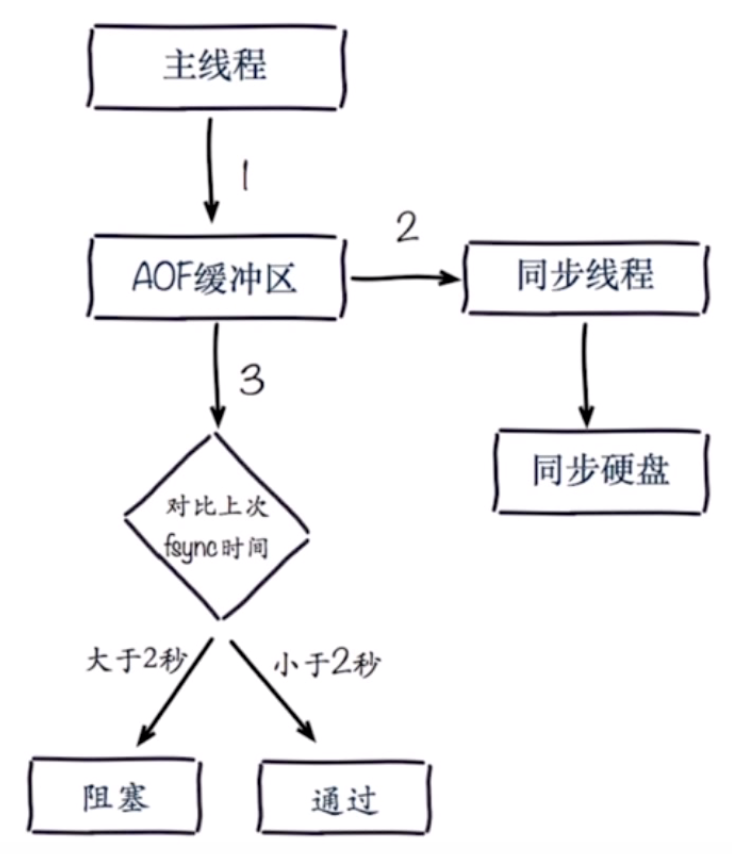 主线程
1
AOF缓冲区
2
同步线程
3
同步硬盘
对比上次
fsync时间
大于2秒
小于2秒
阻塞
通过